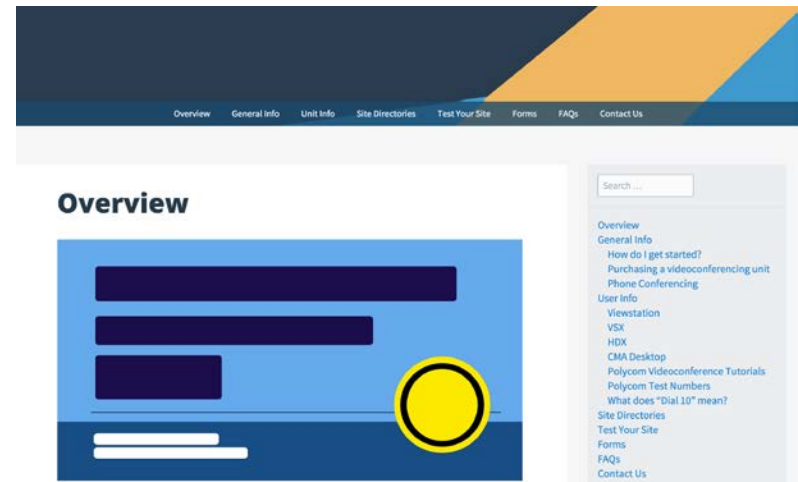 Overview General Info Unit Info Site Directories Test Your Site Forms FAQs Contact Us
Overview
Search ...
Overview
General Info
How do I get started?
Purchasing a videoconferencing unit
Phone Conferencing
User Info
Viewstation
VSX
HDX
CMA Desktop
Polycom Videoconference Tutorials
Polycom Test Numbers
What does “Dial 10” mean?
Site Directories
Test Your Site
Forms
FAQs
Contact Us